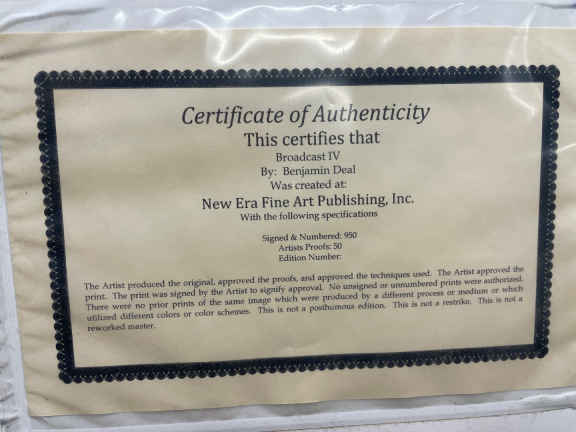 Certificate of Authenticity
This certifies that
Broadcast IV
By: Benjamin Deal
Was created at:
New Era Fine Art Publishing, Inc.
With the following specifications
Signed & Numbered: 950
Artists Proofs: 50
Edition Number:
The Artist produced the original, approved the proofs, and approved the techniques used. The Artist approved the
print. The print was signed by the Artist to signify approval. No unsigned or unnumbered prints were authorized.
There were no prior prints of the same image which were produced by a different process or medium or which
utilized different colors or color schemes. This is not a posthumous edition. This is not a restrike. This is not a
reworked master.